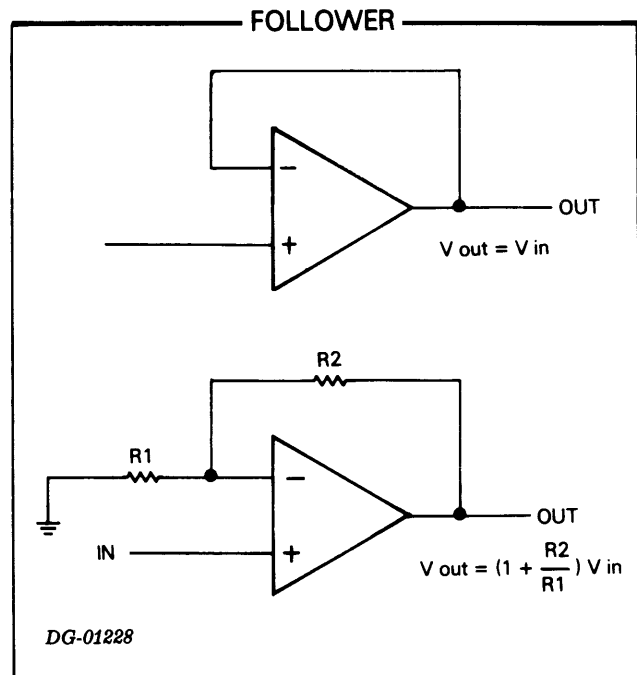 FOLLOWER
−
+
OUT
V out = V in
R2
R1
−
IN
+
OUT
V out = (1 + R2/R1) V in
DG-01228